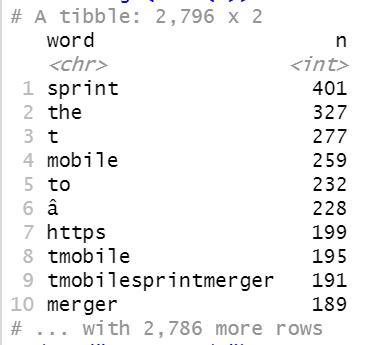 # A tibble: 2,796 x 2
word n
<chr> <int>
1 sprint 401
2 the 327
3 t 277
4 mobile 259
5 to 232
6 â 228
7 https 199
8 tmobile 195
9 tmobilesprintmerger 191
10 merger 189
# ... with 2,786 more rows